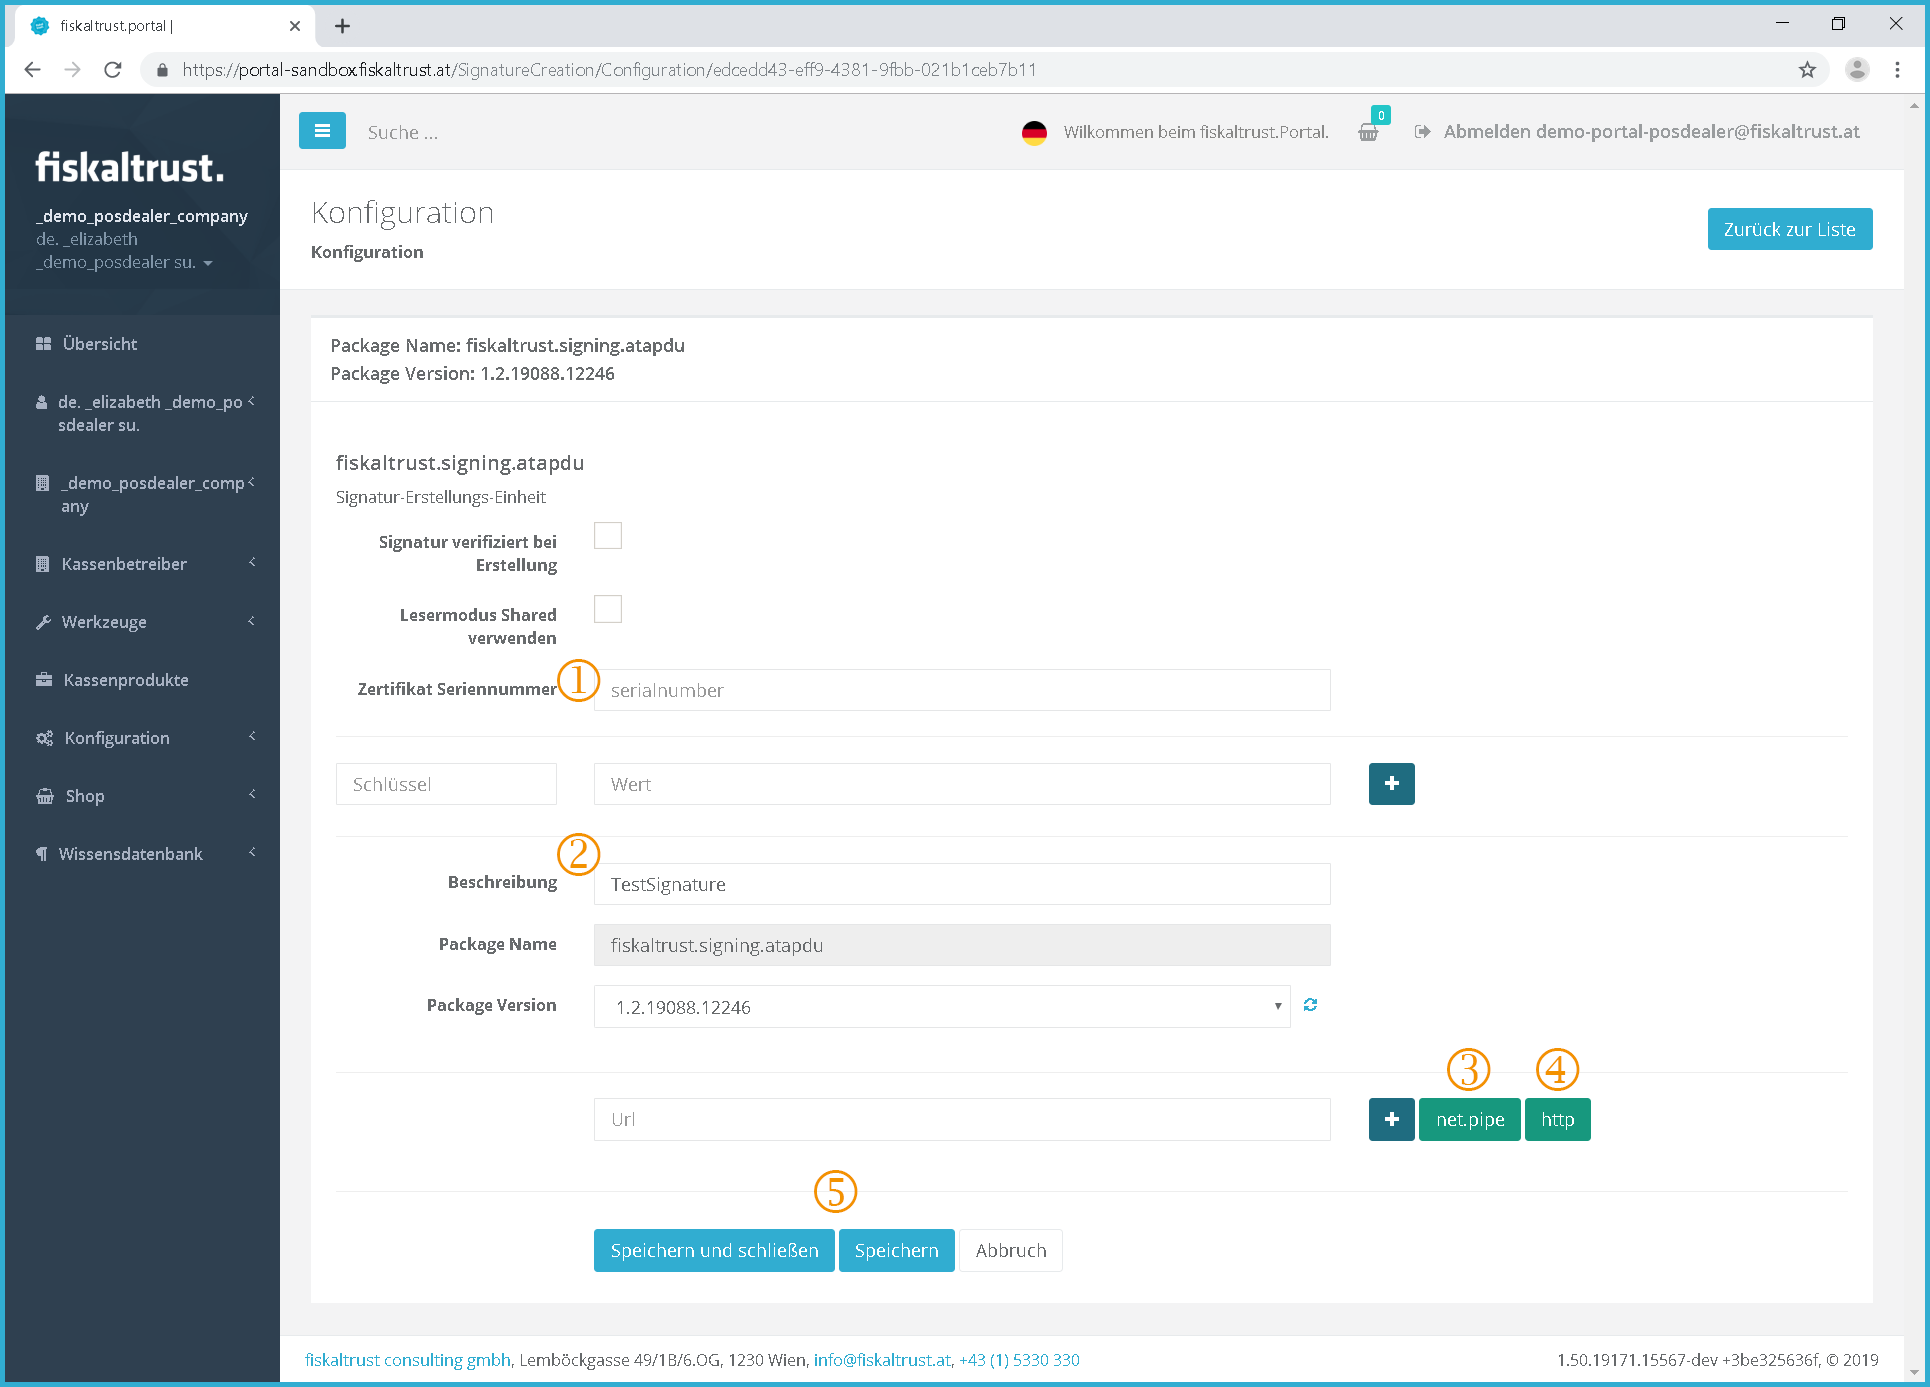 fiskaltrust.portal |
https://portal-sandbox.fiskaltrust.at/SignatureCreation/Configuration/edcedd43-eff9-4381-9fbb-021b1ceb7b11
fiskaltrust.
_demo_posdealer_company
de. _elizabeth
_demo_posdealer su.
Übersicht
de. _elizabeth _demo_po
sdealer su.
_demo_posdealer_comp
any
Kassenbetreiber
Werkzeuge
Kassenprodukte
Konfiguration
Shop
Wissensdatenbank
Suche ...
Wilkommen beim fiskaltrust.Portal.
0
Abmelden demo-portal-posdealer@fiskaltrust.at
Konfiguration
Konfiguration
Zurück zur Liste
Package Name: fiskaltrust.signing.atapdu
Package Version: 1.2.19088.12246
fiskaltrust.signing.atapdu
Signatur-Erstellungs-Einheit
Signatur verifiziert bei
Erstellung
Lesermodus Shared
verwenden
Zertifikat Seriennummer ① serialnumber
Schlüssel Wert
②
Beschreibung TestSignature
Package Name fiskaltrust.signing.atapdu
Package Version 1.2.19088.12246
③ ④
Url net.pipe http
⑤
Speichern und schließen Speichern Abbruch
fiskaltrust consulting gmbh, Lemböckgasse 49/1B/6.OG, 1230 Wien, info@fiskaltrust.at, +43 (1) 5330 330
1.50.19171.15567-dev +3be325636f, © 2019